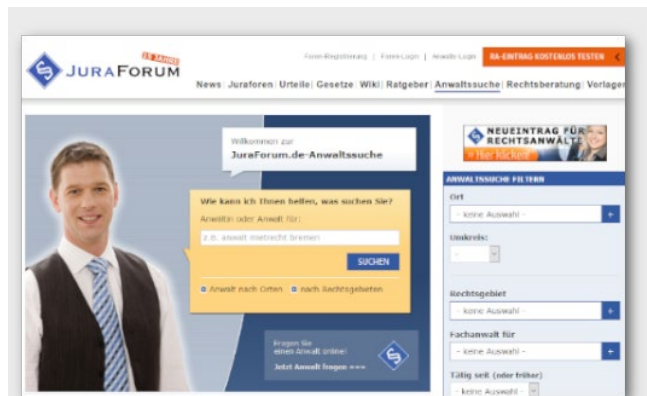 15 JAHRE
JURAFORUM
Foren-Registrierung | Foren-Login | Anwalts-Login
RA-EINTRAG KOSTENLOS TESTEN
News | Juraforen | Urteile | Gesetze | Wiki | Ratgeber | Anwaltssuche | Rechtsberatung | Vorlagen
Willkommen zur
JuraForum.de-Anwaltssuche
Wie kann ich Ihnen helfen, was suchen Sie?
Anwältin oder Anwalt für:
z.B. anwalt mietrecht bremen
SUCHEN
Anwalt nach Orten
nach Rechtsgebieten
Fragen Sie
einen Anwalt online!
Jetzt Anwalt fragen »»»
NEUEINTRAG FÜR
RECHTSANWÄLTE
» Hier klicken!
ANWALTSSUCHE FILTERN
Ort
- keine Auswahl -
+
Umkreis:
-
Rechtsgebiet
- keine Auswahl -
+
Fachanwalt für
- keine Auswahl -
+
Tätig seit (oder früher)
- keine Auswahl -